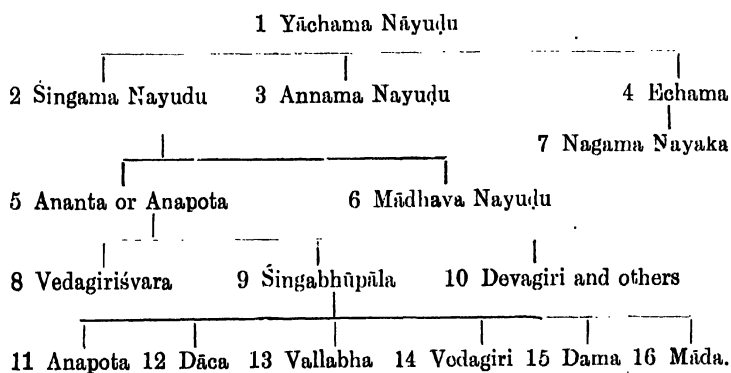 1 Yāchama Nāyuḍu
2 Śingama Nayudu 3 Annama Nayuḍu 4 Echama
7 Nagama Nayaka
5 Ananta or Anapota 6 Mādhava Nayuḍu
8 Vedagiriśvara 9 Śingabhūpāla 10 Devagiri and others
11 Anapota 12 Dāca 13 Vallabha 14 Vedagiri 15 Dama 16 Māda.